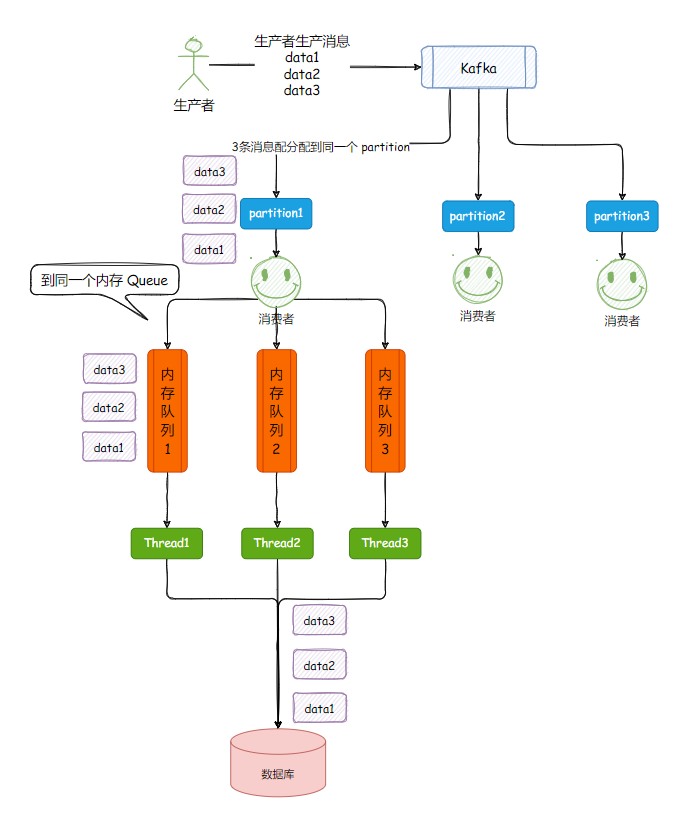 生产者生产消息
data1
data2
data3
生产者
Kafka
3条消息配分配到同一个 partition
data3
data2
data1
partition1
partition2
partition3
消费者
消费者
消费者
到同一个内存 Queue
data3
data2
data1
内存队列1
内存队列2
内存队列3
Thread1
Thread2
Thread3
data3
data2
data1
数据库